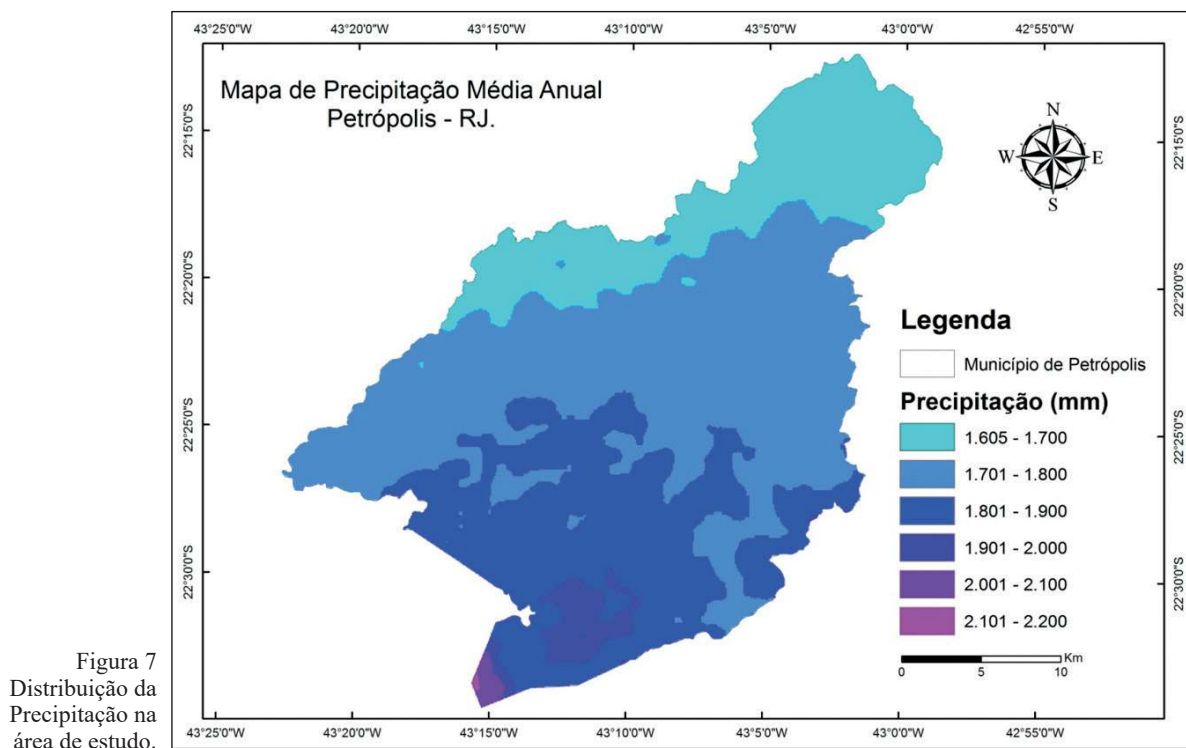 43°25'0"W 43°20'0"W 43°15'0"W 43°10'0"W 43°5'0"W 43°0'0"W 42°55'0"W
Mapa de Precipitação Média Anual
Petrópolis - RJ.
N
W E
S
22°15'0"S 22°15'0"S
22°20'0"S 22°20'0"S
22°25'0"S 22°25'0"S
22°30'0"S 22°30'0"S
Legenda
Município de Petrópolis
Precipitação (mm)
1.605 - 1.700
1.701 - 1.800
1.801 - 1.900
1.901 - 2.000
2.001 - 2.100
2.101 - 2.200
Km
0 5 10
43°25'0"W 43°20'0"W 43°15'0"W 43°10'0"W 43°5'0"W 43°0'0"W 42°55'0"W
Figura 7
Distribuição da
Precipitação na
área de estudo.